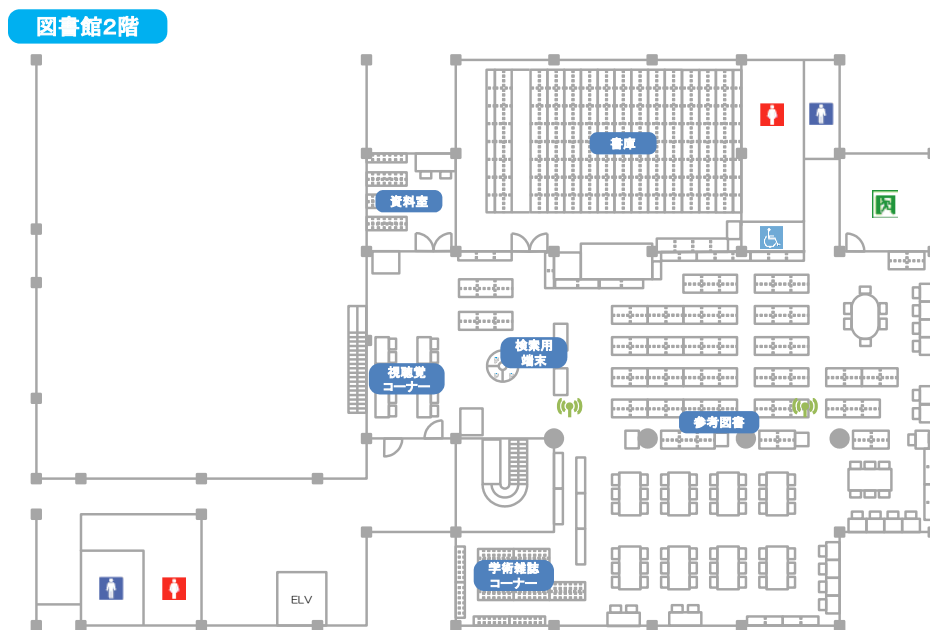 図書館2階
書庫
資料室
検索用
端末
視聴覚
コーナー
参考図書
学術雑誌
コーナー
ELV